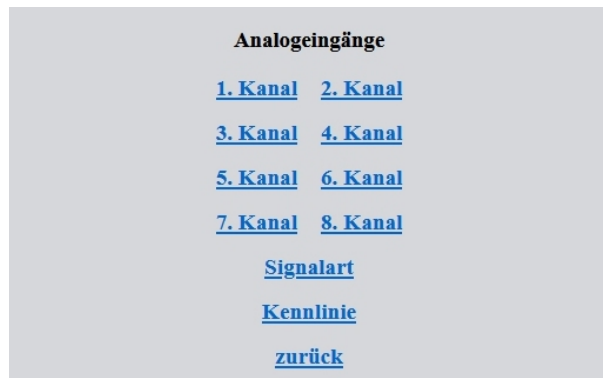 Analogeingänge
1. Kanal 2. Kanal
3. Kanal 4. Kanal
5. Kanal 6. Kanal
7. Kanal 8. Kanal
Signalart
Kennlinie
zurück